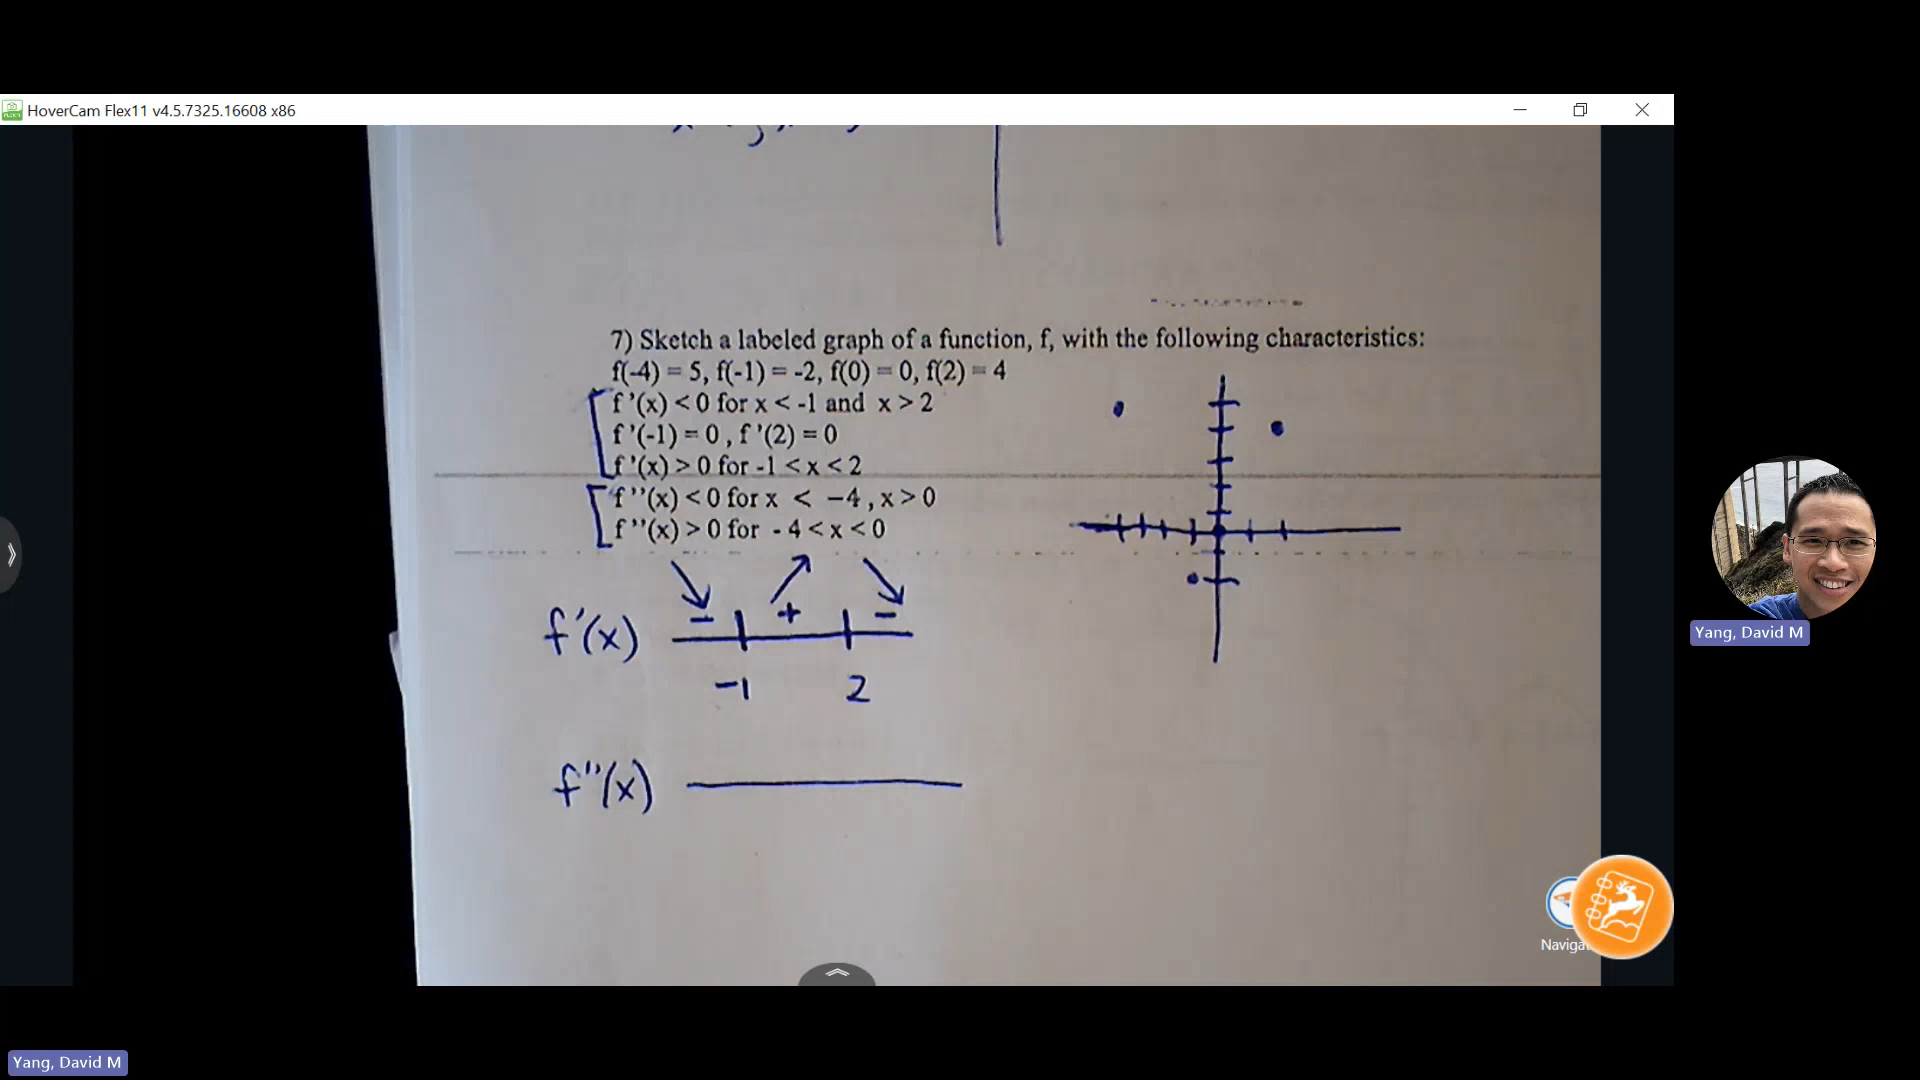 HoverCam Flex11 v4.5.7325.16608 x86
7) Sketch a labeled graph of a function, f, with the following characteristics:
f(-4) = 5, f(-1) = -2, f(0) = 0, f(2) = 4
f '(x) < 0 for x < -1 and x > 2
f '(-1) = 0 , f '(2) = 0
f '(x) > 0 for -1 < x < 2
f ''(x) < 0 for x < −4 , x > 0
f ''(x) > 0 for - 4 < x < 0
f'(x) − + −
-1 2
f"(x)
Yang, David M
Yang, David M